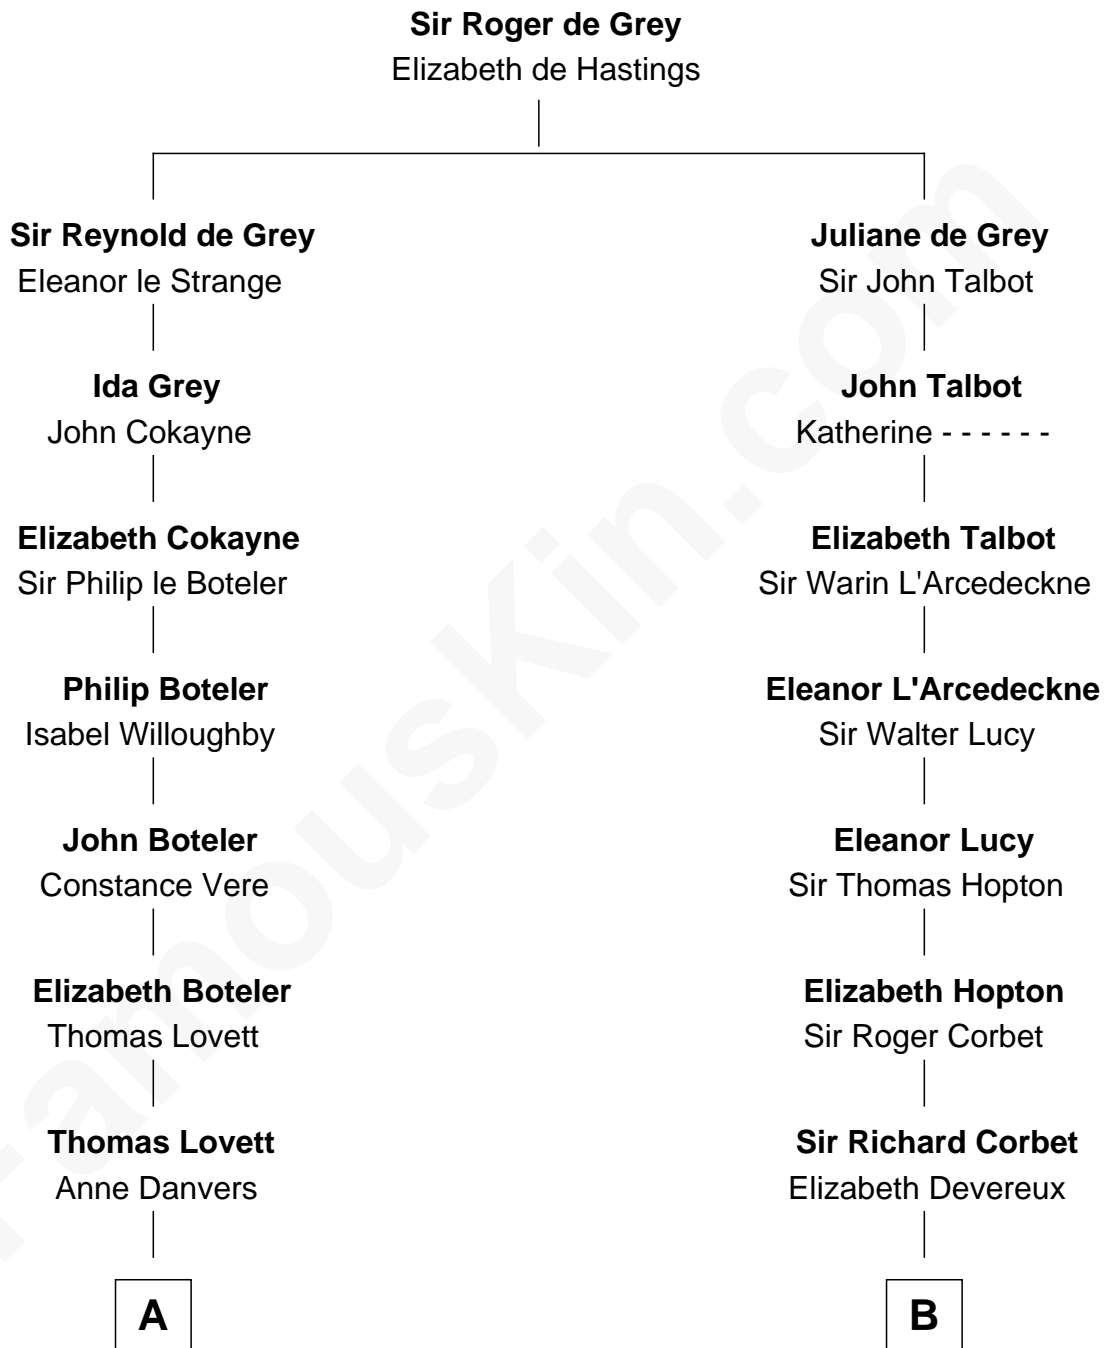 Sir Roger de Grey
Elizabeth de Hastings
Sir Reynold de Grey
Eleanor le Strange
Juliane de Grey
Sir John Talbot
Ida Grey
John Cokayne
John Talbot
Katherine - - - - - -
Elizabeth Cokayne
Sir Philip le Boteler
Elizabeth Talbot
Sir Warin L'Arcedeckne
Philip Boteler
Isabel Willoughby
Eleanor L'Arcedeckne
Sir Walter Lucy
John Boteler
Constance Vere
Eleanor Lucy
Sir Thomas Hopton
Elizabeth Boteler
Thomas Lovett
Elizabeth Hopton
Sir Roger Corbet
Thomas Lovett
Anne Danvers
Sir Richard Corbet
Elizabeth Devereux
A
B
FamousKin.com